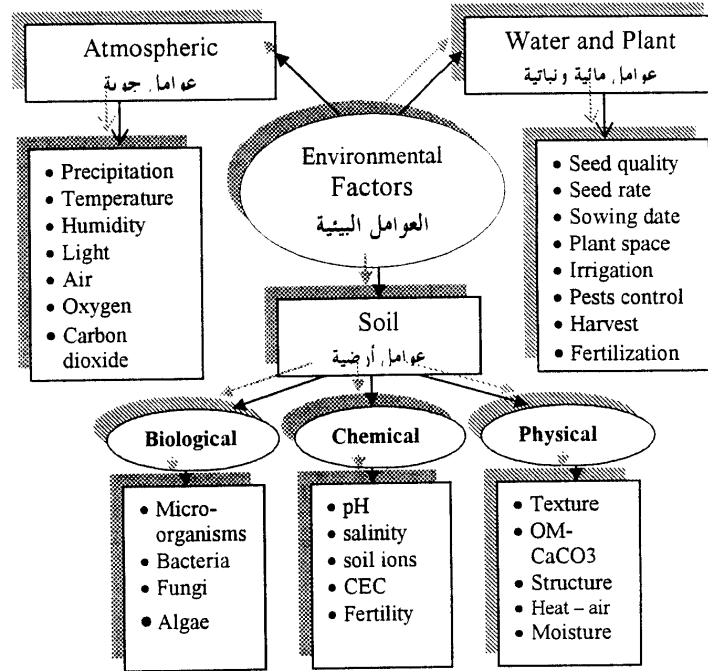 Atmospheric
عوامل جوية
Water and Plant
عوامل مائية ونباتية
Environmental
Factors
العوامل البيئية
• Precipitation
• Temperature
• Humidity
• Light
• Air
• Oxygen
• Carbon
dioxide
• Seed quality
• Seed rate
• Sowing date
• Plant space
• Irrigation
• Pests control
• Harvest
• Fertilization
Soil
عوامل أرضية
Biological
Chemical
Physical
• Micro-
organisms
• Bacteria
• Fungi
• Algae
• pH
• salinity
• soil ions
• CEC
• Fertility
• Texture
• OM-
CaCO3
• Structure
• Heat – air
• Moisture